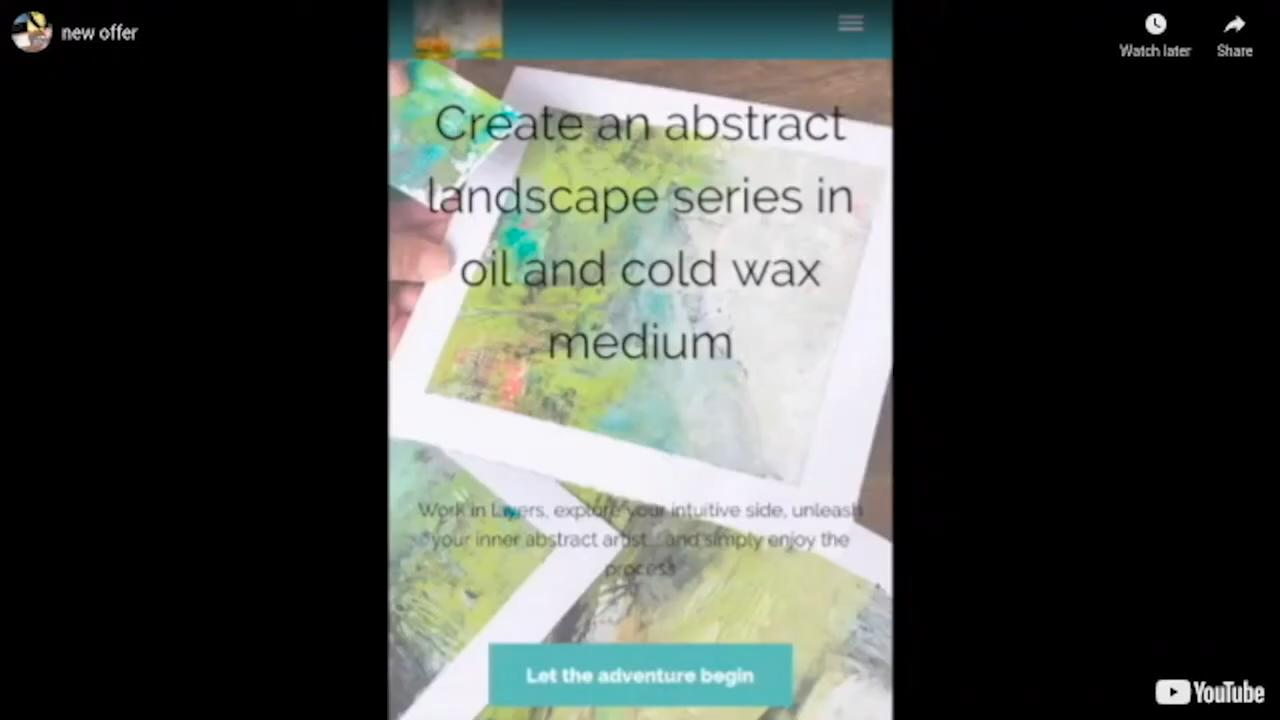 new offer
Watch later
Share
Create an abstract
landscape series in
oil and cold wax
medium
Work in Layers, explore your intuitive side, unleash
your inner abstract artist... and simply enjoy the
process
Let the adventure begin
YouTube